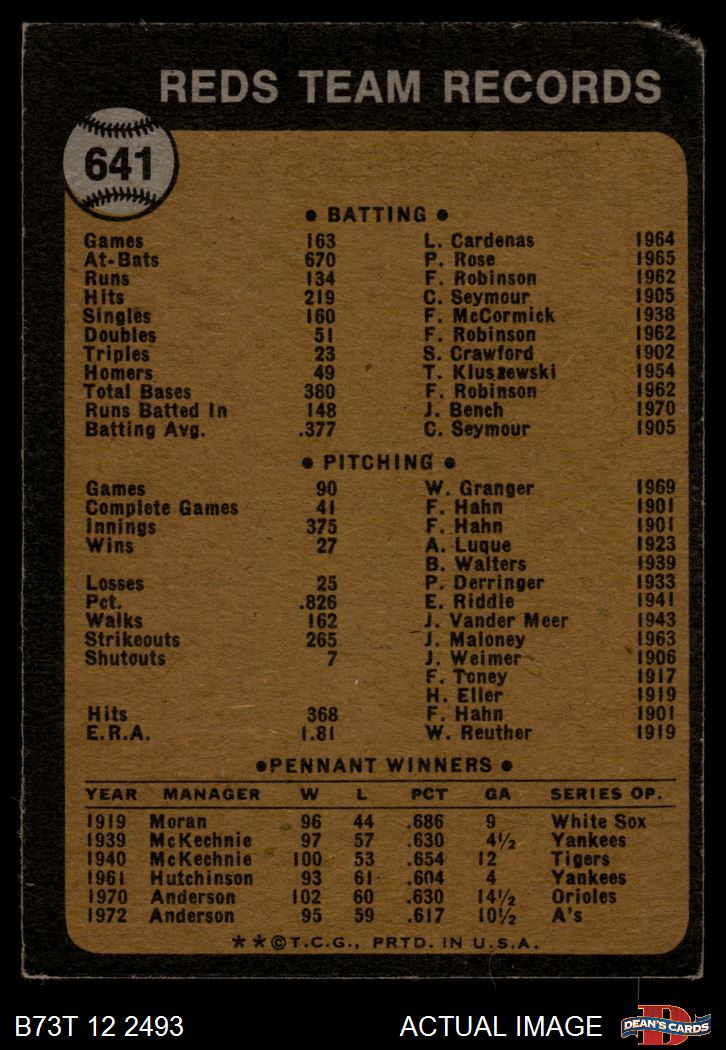 REDS TEAM RECORDS
641
● BATTING ●
Games 163 L. Cardenas 1964
At-Bats 670 P. Rose 1965
Runs 134 F. Robinson 1962
Hits 219 C. Seymour 1905
Singles 160 F. McCormick 1938
Doubles 51 F. Robinson 1962
Triples 23 S. Crawford 1902
Homers 49 T. Kluszewski 1954
Total Bases 380 F. Robinson 1962
Runs Batted In 148 J. Bench 1970
Batting Avg. .377 C. Seymour 1905
● PITCHING ●
Games 90 W. Granger 1969
Complete Games 41 F. Hahn 1901
Innings 375 F. Hahn 1901
Wins 27 A. Luque 1923
B. Walters 1939
Losses 25 P. Derringer 1933
Pct. .826 E. Riddle 1941
Walks 162 J. Vander Meer 1943
Strikeouts 265 J. Maloney 1963
Shutouts 7 J. Weimer 1906
F. Toney 1917
H. Eller 1919
Hits 368 F. Hahn 1901
E.R.A. 1.81 W. Reuther 1919
●PENNANT WINNERS ●
YEAR MANAGER W L PCT GA SERIES OP.
1919 Moran 96 44 .686 9 White Sox
1939 McKechnie 97 57 .630 4½ Yankees
1940 McKechnie 100 53 .654 12 Tigers
1961 Hutchinson 93 61 .604 4 Yankees
1970 Anderson 102 60 .630 14½ Orioles
1972 Anderson 95 59 .617 10½ A's
**©T.C.G., PRTD. IN U.S.A.
B73T 12 2493 ACTUAL IMAGE
DEAN'S CARDS